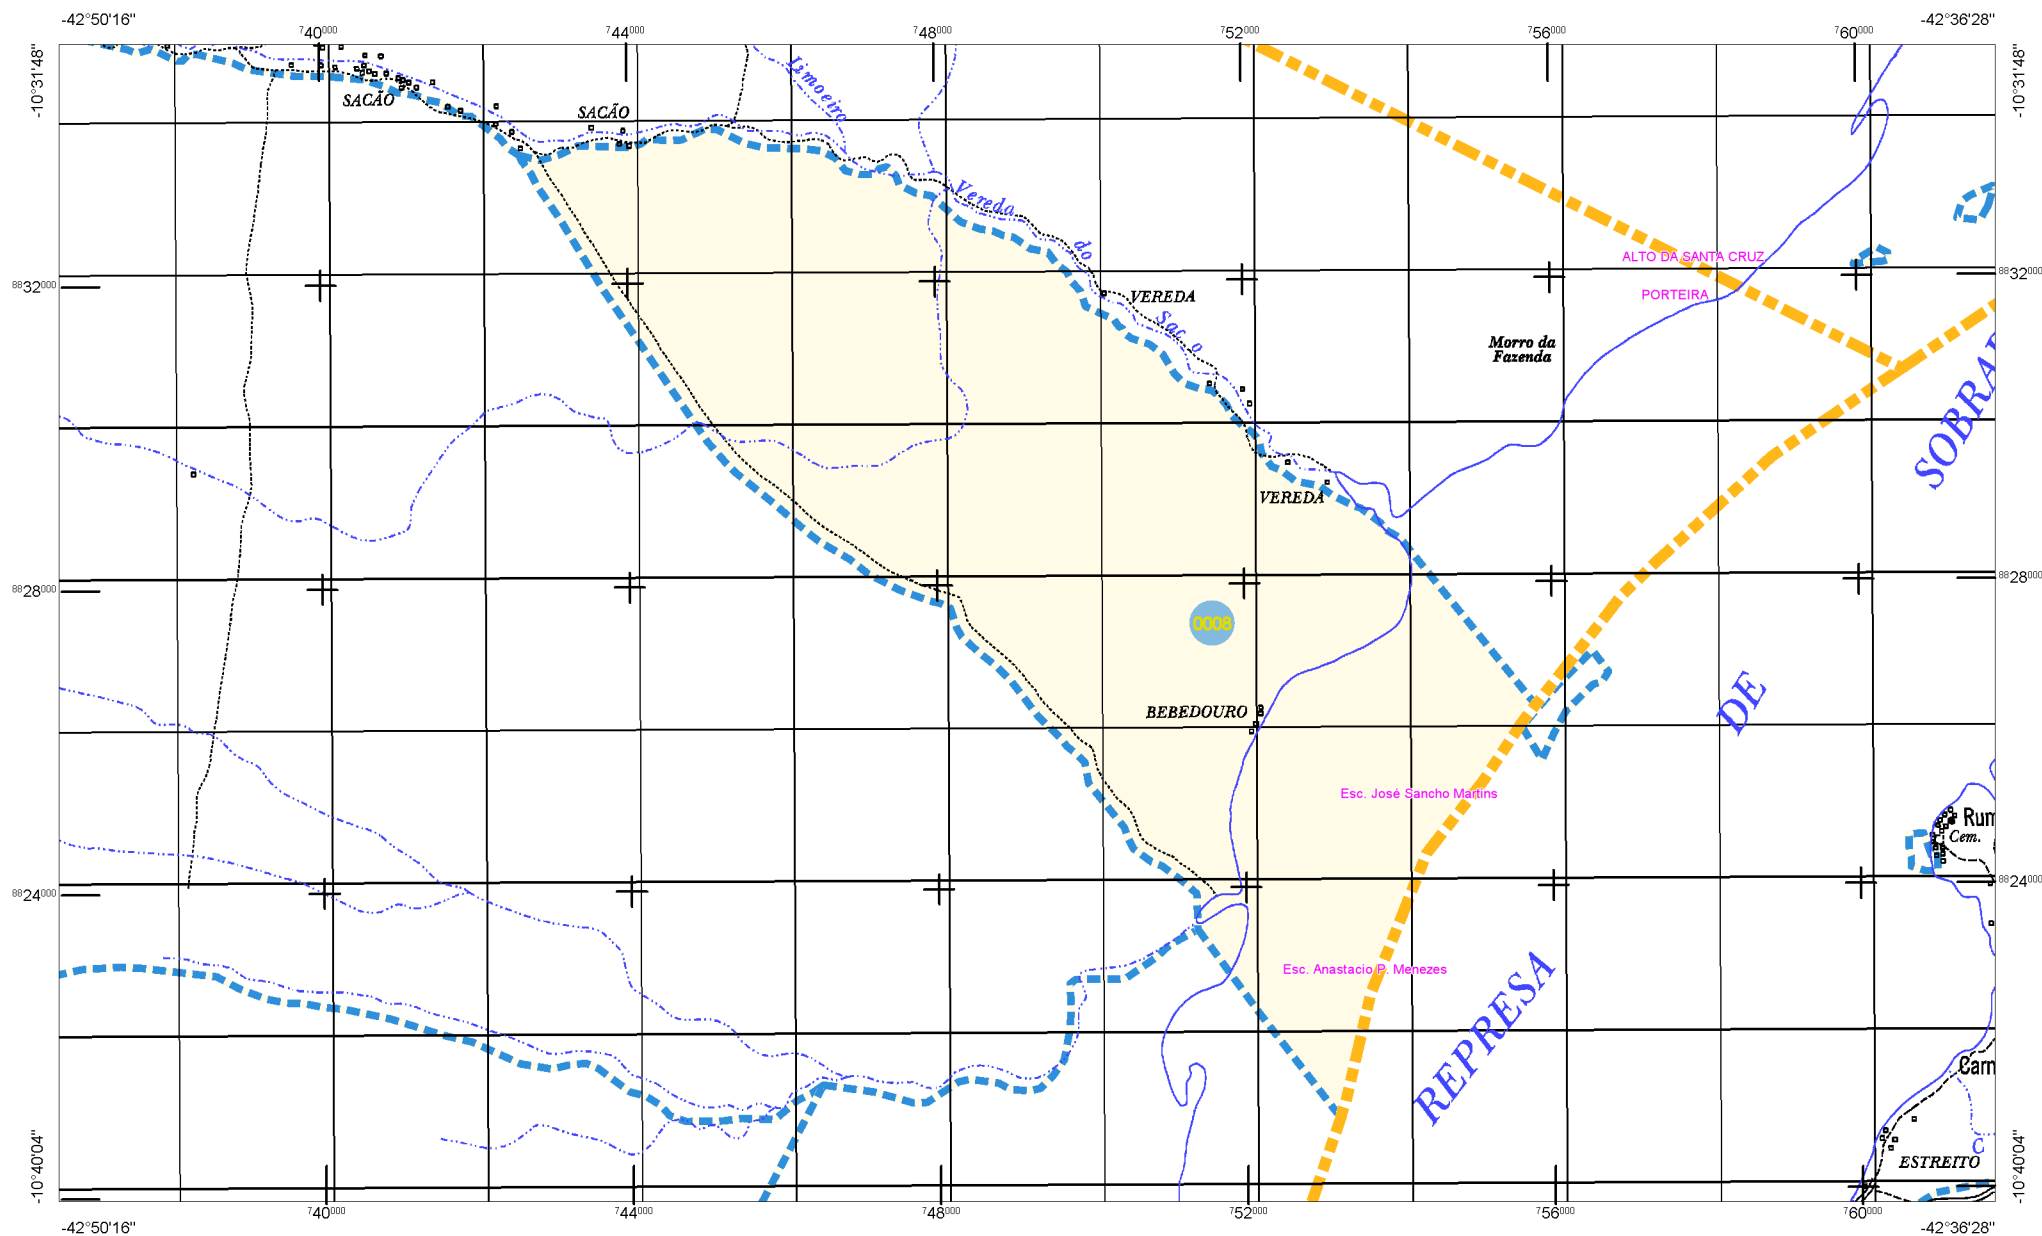 -42°50'16"
-42°36'28"
740000
744000
748000
752000
756000
760000
-10°31'48"
-10°31'48"
SACÃO
SACÃO
Limoeiro
Vereda
do
Saco
VEREDA
ALTO DA SANTA CRUZ
PORTEIRA
8832000
8832000
Morro da
Fazenda
SOBRA
VEREDA
8828000
8828000
0008
BEBEDOURO
DE
Esc. José Sancho Martins
Rum
Cem.
8824000
8824000
Esc. Anastacio P. Menezes
REPRESA
Carn
C
ESTREITO
-10°40'04"
-10°40'04"
740000
744000
748000
752000
756000
760000
-42°50'16"
-42°36'28"